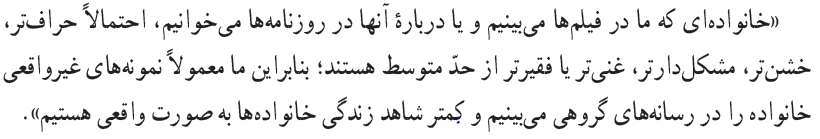 «خانواده‌ای که ما در فیلم‌ها می‌بینیم و یا دربارهٔ آنها در روزنامه‌ها می‌خوانیم، احتمالاً حراف‌تر،
خشن‌تر، مشکل‌دارتر، غنی‌تر یا فقیرتر از حدّ متوسط هستند؛ بنابراین ما معمولاً نمونه‌های غیرواقعی
خانواده را در رسانه‌های گروهی می‌بینیم و کمتر شاهد زندگی خانواده‌ها به صورت واقعی هستیم».